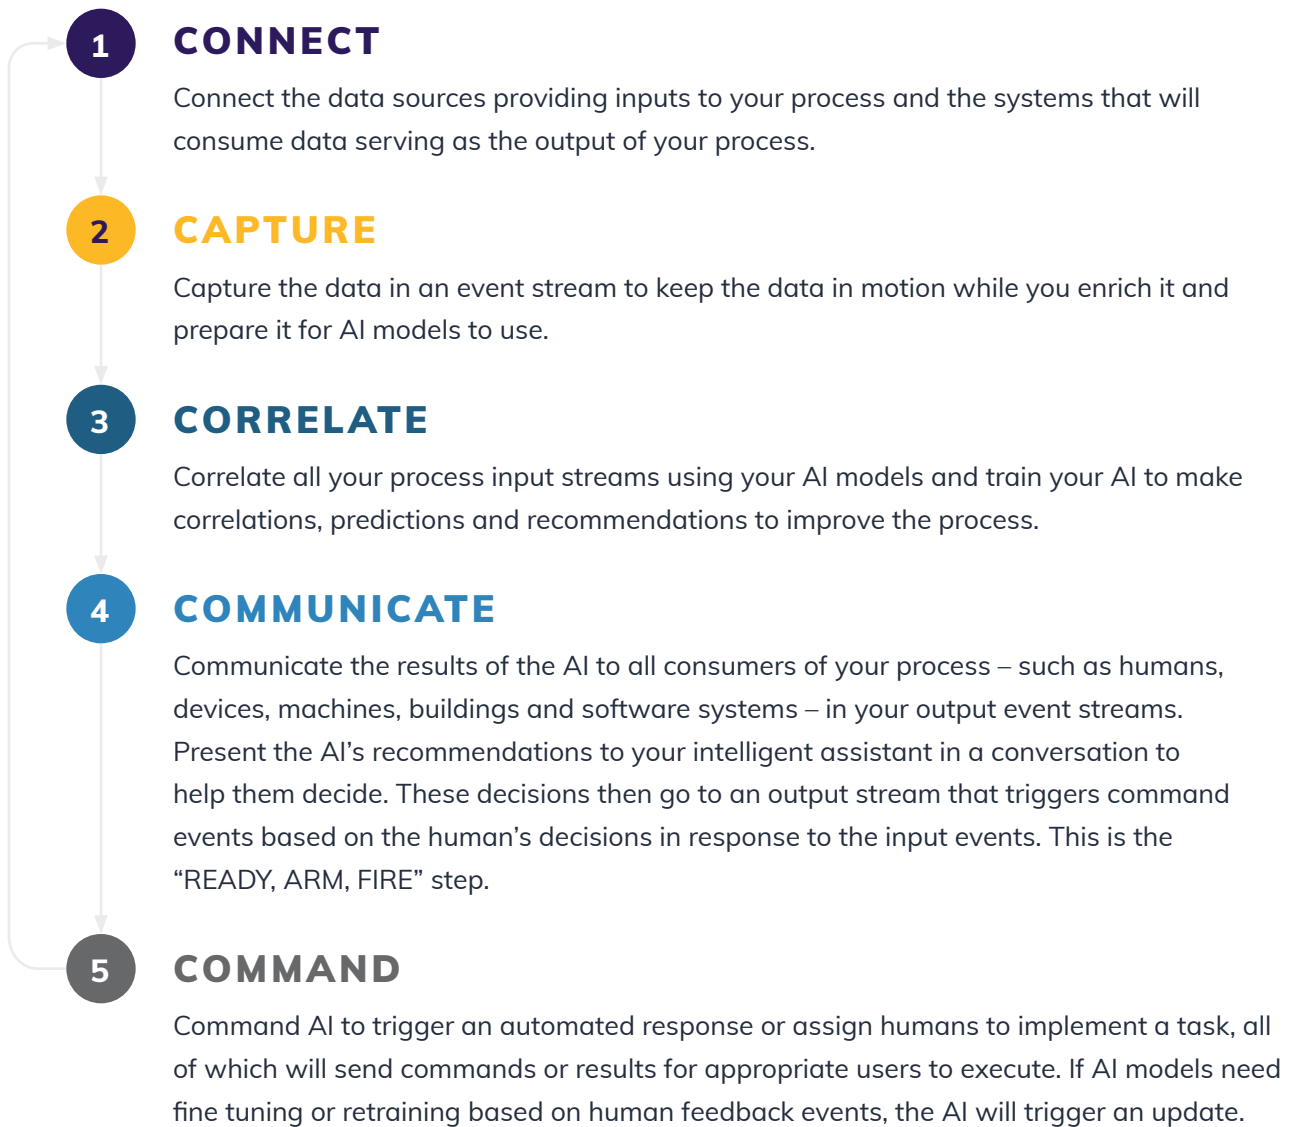 1 CONNECT
Connect the data sources providing inputs to your process and the systems that will
consume data serving as the output of your process.
2 CAPTURE
Capture the data in an event stream to keep the data in motion while you enrich it and
prepare it for AI models to use.
3 CORRELATE
Correlate all your process input streams using your AI models and train your AI to make
correlations, predictions and recommendations to improve the process.
4 COMMUNICATE
Communicate the results of the AI to all consumers of your process – such as humans,
devices, machines, buildings and software systems – in your output event streams.
Present the AI’s recommendations to your intelligent assistant in a conversation to
help them decide. These decisions then go to an output stream that triggers command
events based on the human’s decisions in response to the input events. This is the
“READY, ARM, FIRE” step.
5 COMMAND
Command AI to trigger an automated response or assign humans to implement a task, all
of which will send commands or results for appropriate users to execute. If AI models need
fine tuning or retraining based on human feedback events, the AI will trigger an update.